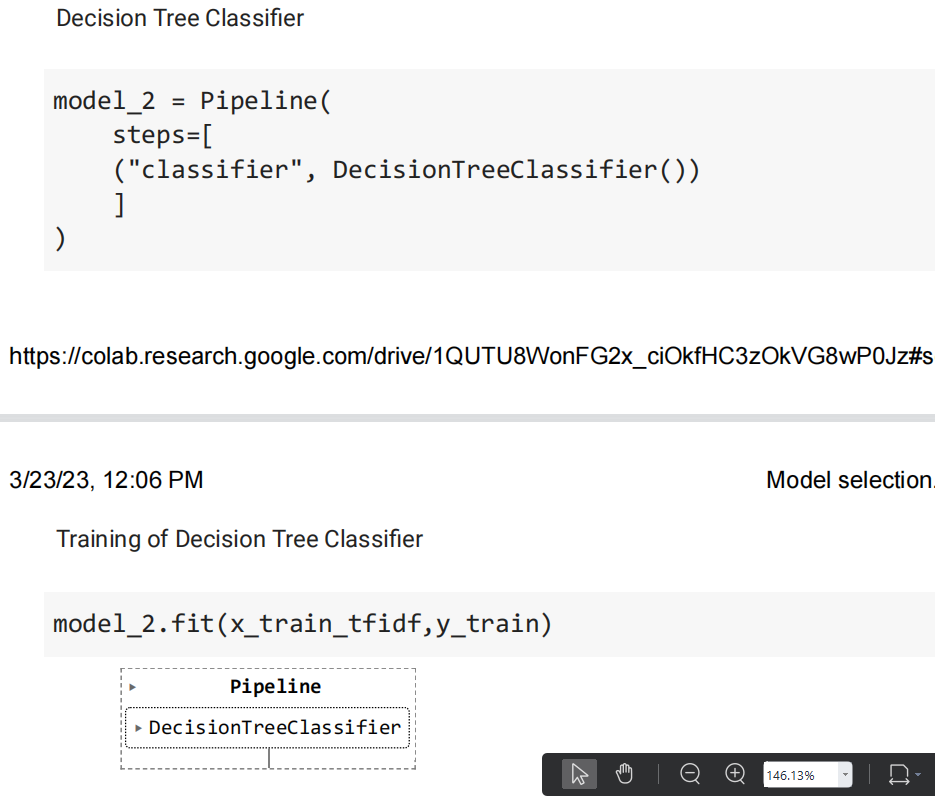 Decision Tree Classifier
model_2 = Pipeline(
    steps=[
    ("classifier", DecisionTreeClassifier())
    ]
)
https://colab.research.google.com/drive/1QUTU8WonFG2x_ciOkfHC3zOkVG8wP0Jz#s
3/23/23, 12:06 PM Model selection.
Training of Decision Tree Classifier
model_2.fit(x_train_tfidf,y_train)
Pipeline
DecisionTreeClassifier
146.13%